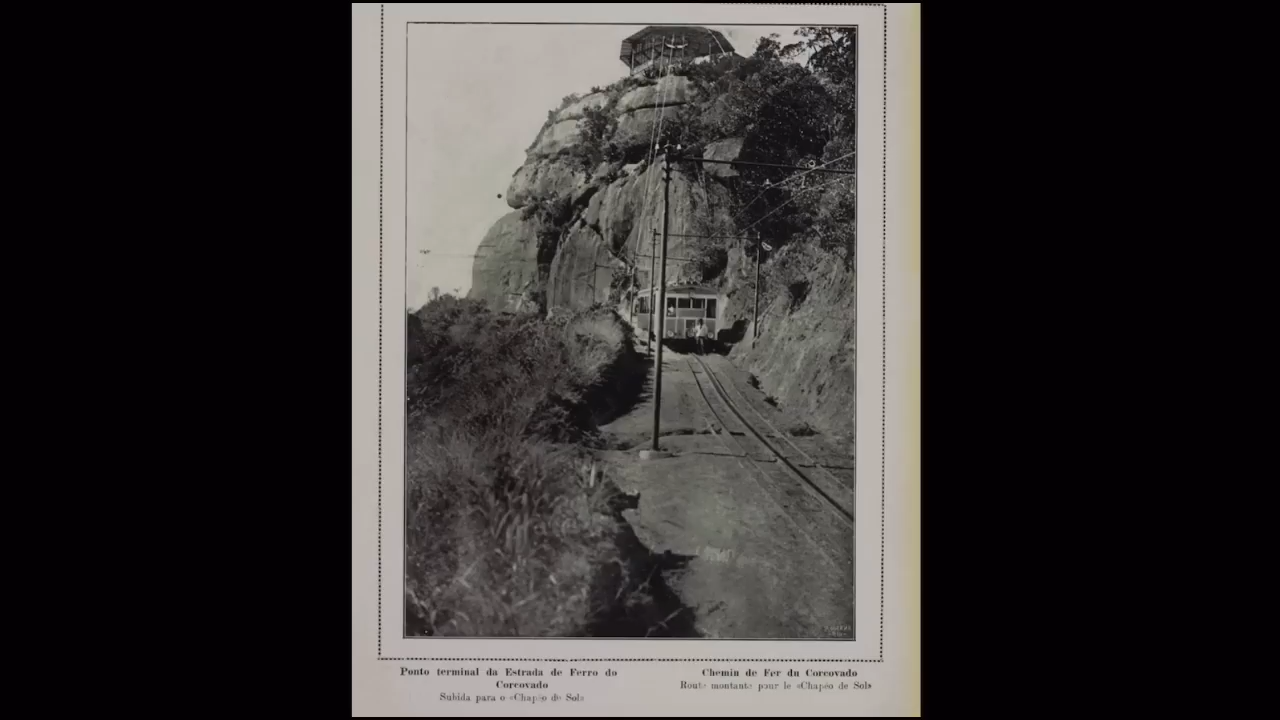 Ponto terminal da Estrada de Ferro do
Corcovado
Subida para o «Chapéo de Sol»
Chemin de Fer du Corcovado
Route montante pour le «Chapéo de Sol»